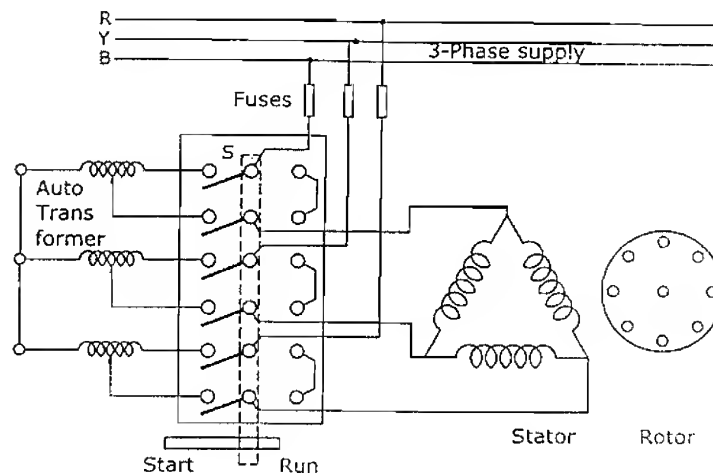 R
Y
B
3-Phase supply
Fuses
S
Auto
Trans
former
Start
Run
Stator
Rotor